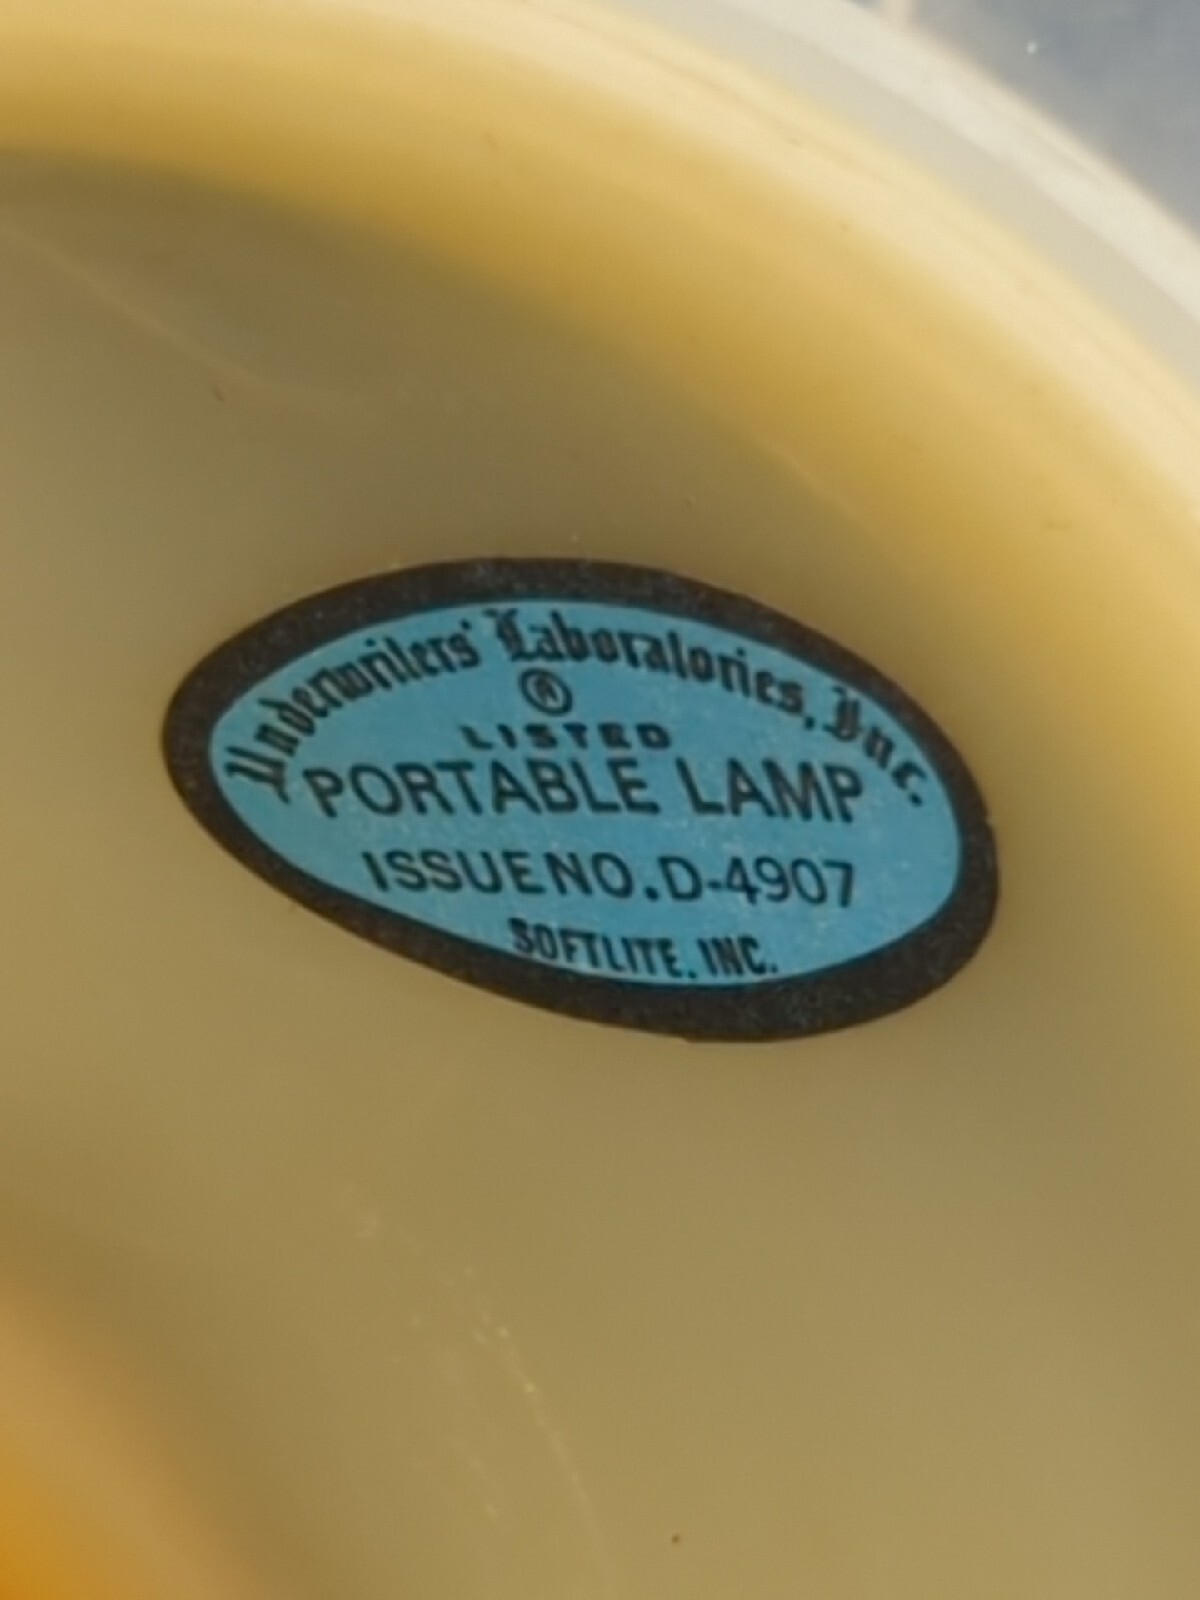 Underwriters' Laboratories, Inc.
®
LISTED
PORTABLE LAMP
ISSUE NO. D-4907
SOFTLITE, INC.